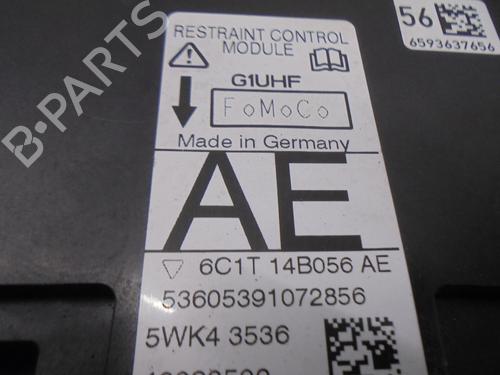 56
6593637656
RESTRAINT CONTROL
MODULE
G1UHF
FoMoCo
Made in Germany
AE
6C1T 14B056 AE
53605391072856
5WK4 3536
B-PARTS